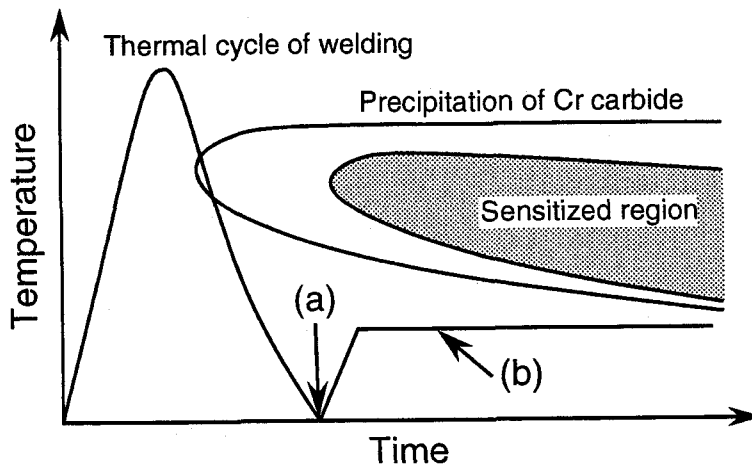 Thermal cycle of welding
Precipitation of Cr carbide
Sensitized region
(a)
(b)
Temperature
Time